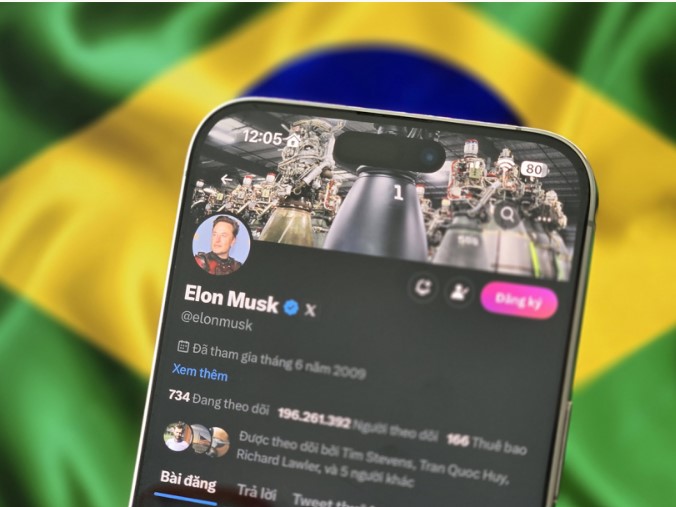 12:05
80
1
Elon Musk
@elonmusk
Đăng ký
Đã tham gia tháng 6 năm 2009
Xem thêm
734 Đang theo dõi 196.261.392 Người theo dõi 166 Thuê bao
Được theo dõi bởi Tim Stevens, Tran Quoc Huy,
Richard Lawler, và 5 người khác
Bài đăng Trả lời Tweet